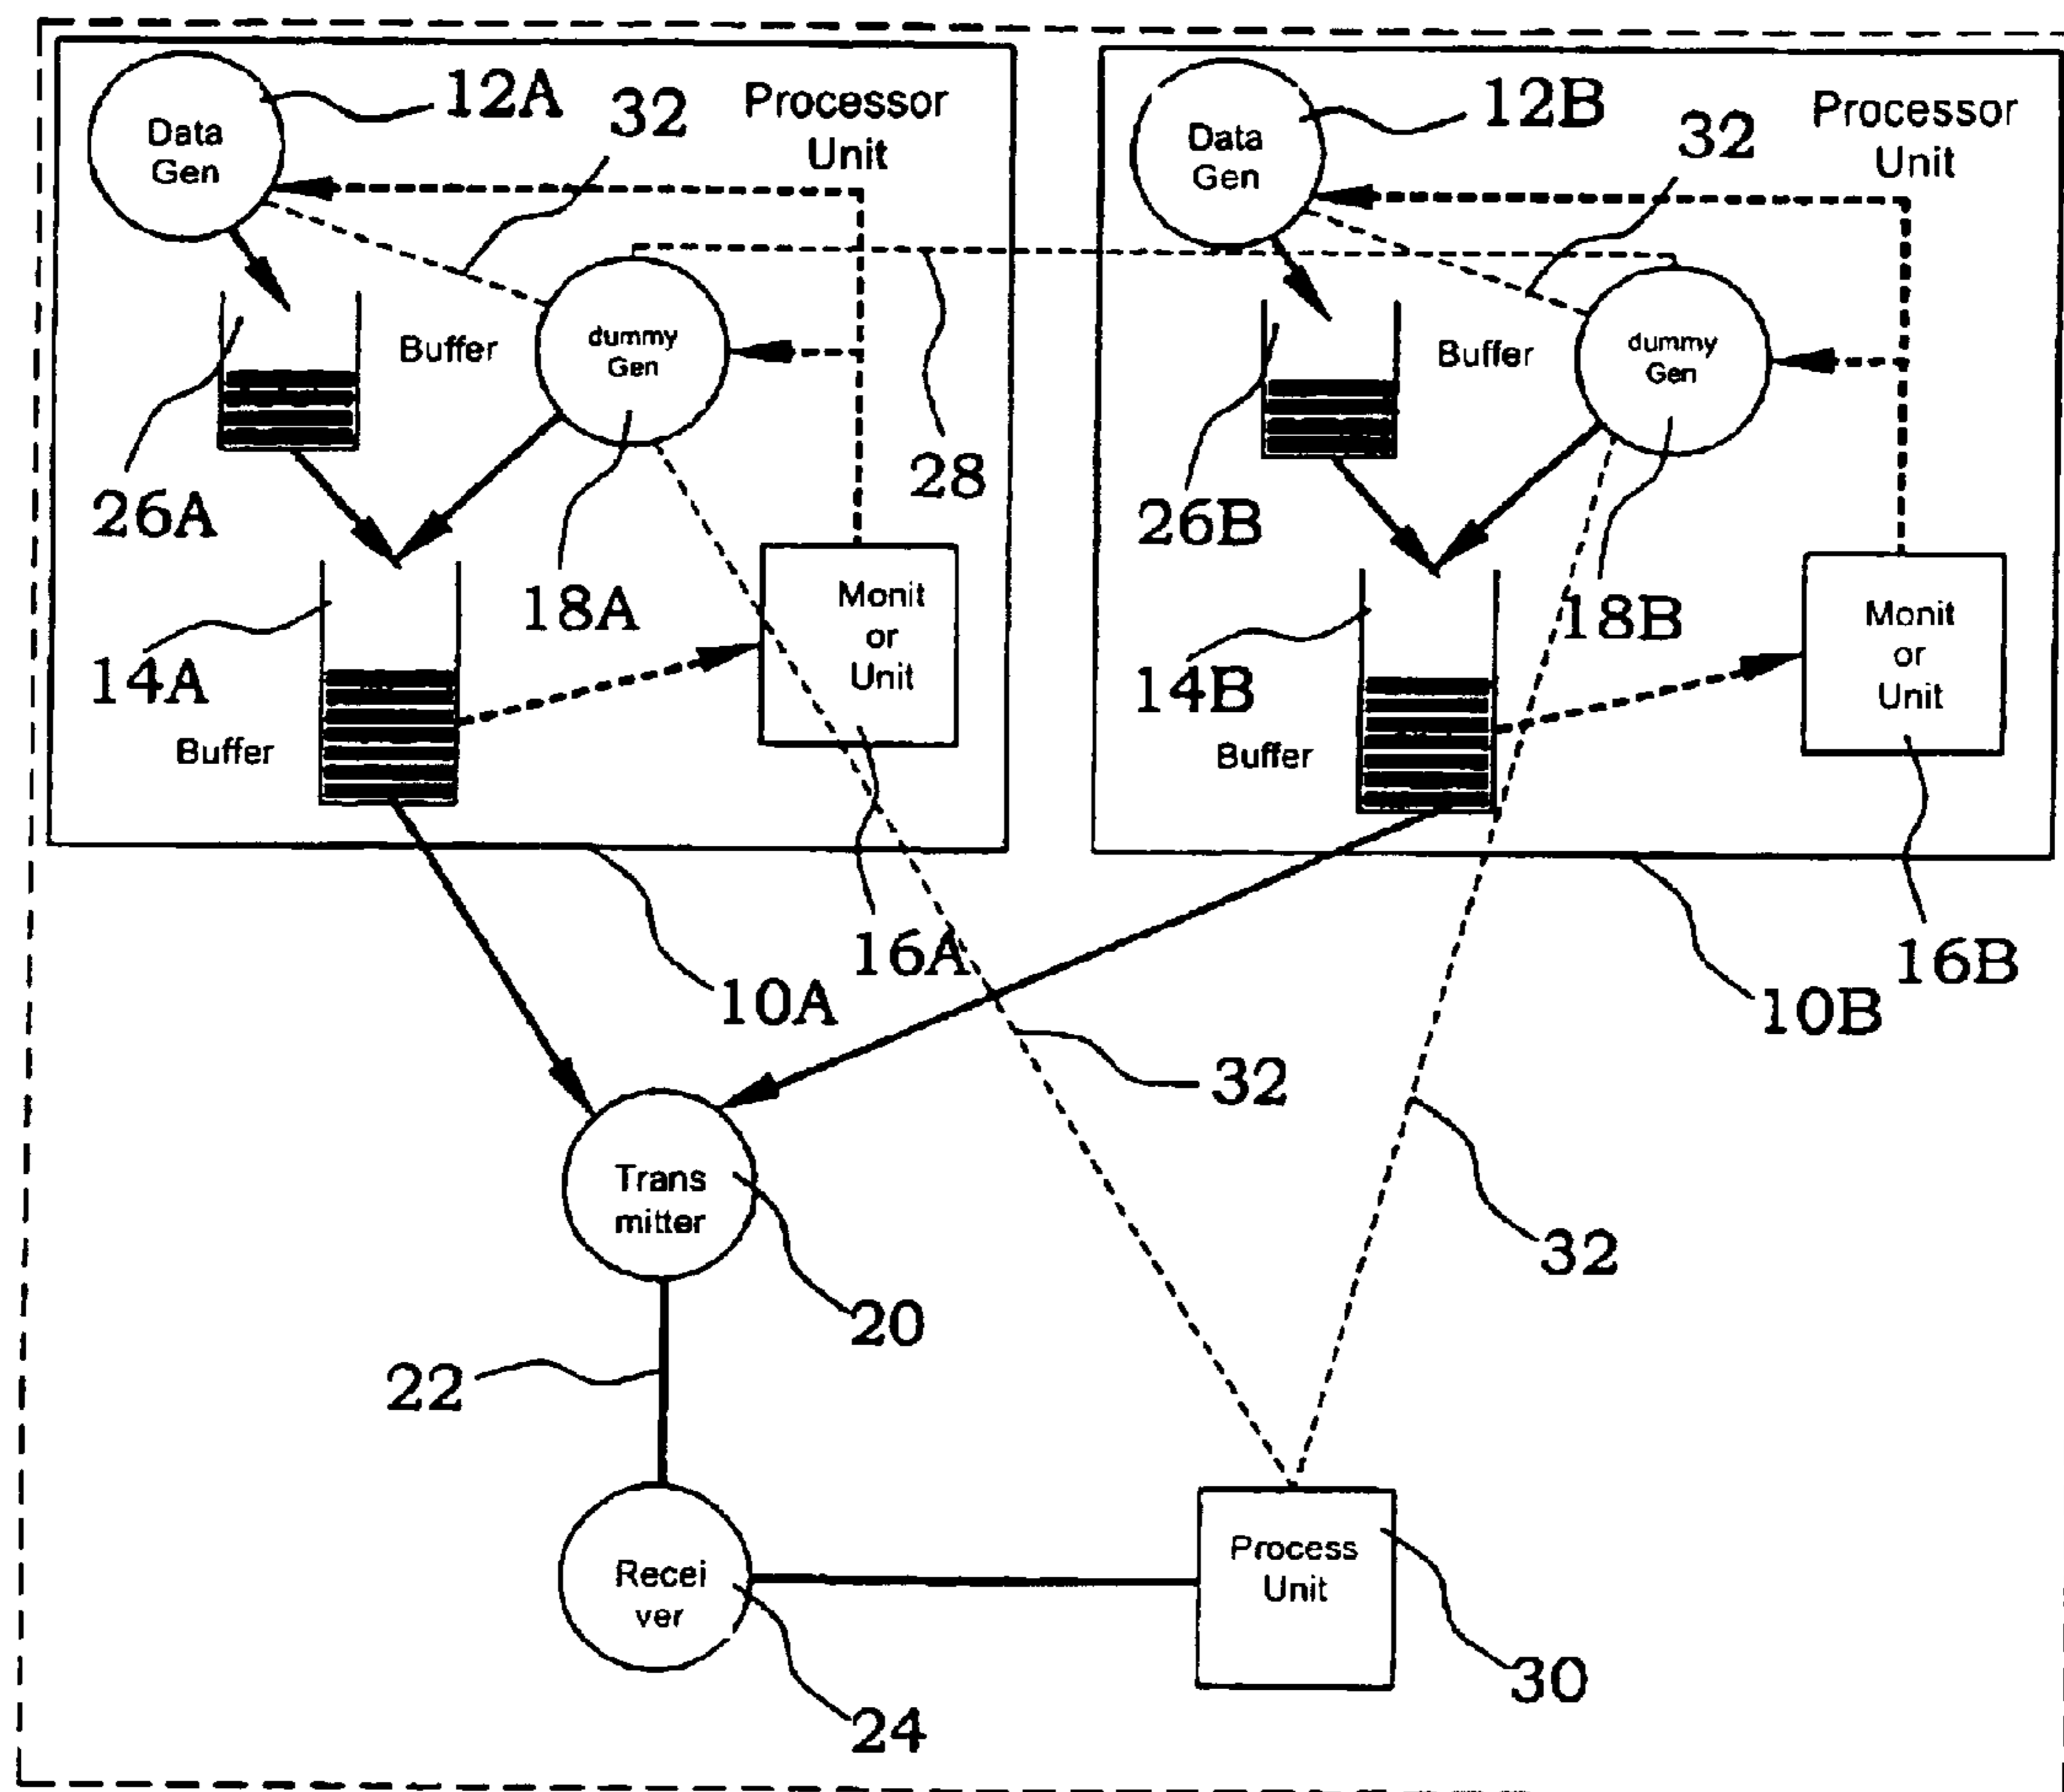 12A
32
Processor
Unit
Data
Gen
Buffer
dummy
Gen
28
26A
18A
Monit
or
Unit
14A
Buffer
16A
10A
12B
32
Processor
Unit
Data
Gen
Buffer
dummy
Gen
26B
18B
Monit
or
Unit
14B
Buffer
16B
10B
32
32
Trans
mitter
20
22
Recei
ver
24
Process
Unit
30